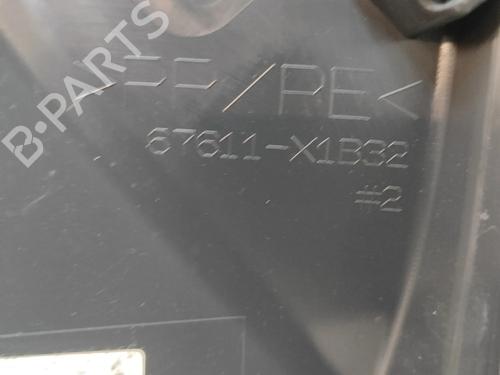 B-PARTS
>PP/PE<
67611-X1B32
#2